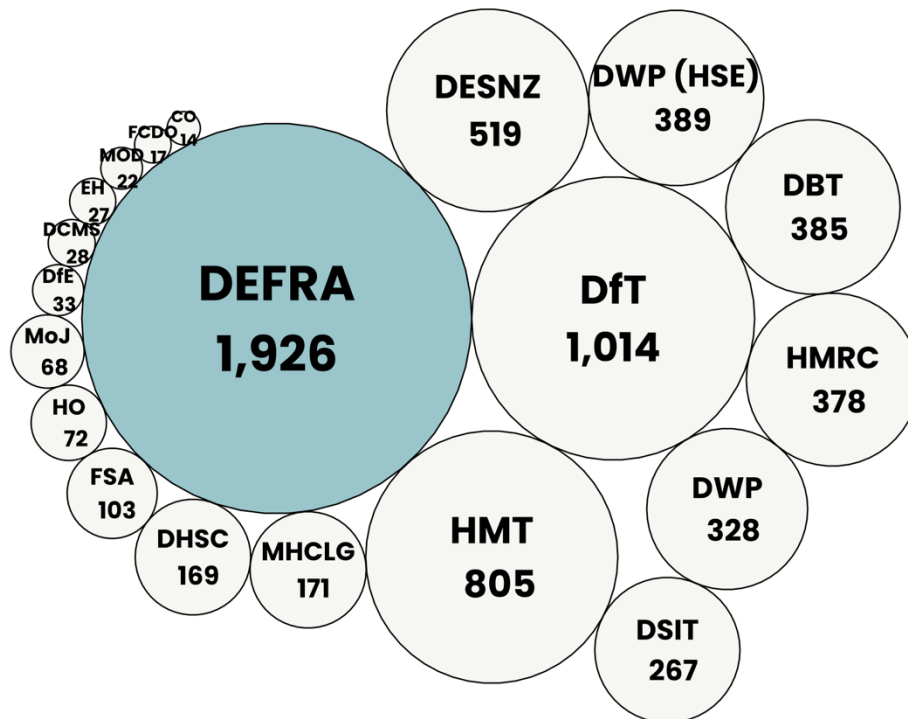 DESNZ
519
DWP (HSE)
389
CO
14
FCDO
17
MOD
22
EH
27
DCMS
28
DfE
33
MoJ
68
HO
72
FSA
103
DHSC
169
MHCLG
171
DEFRA
1,926
DfT
1,014
DBT
385
HMRC
378
HMT
805
DWP
328
DSIT
267